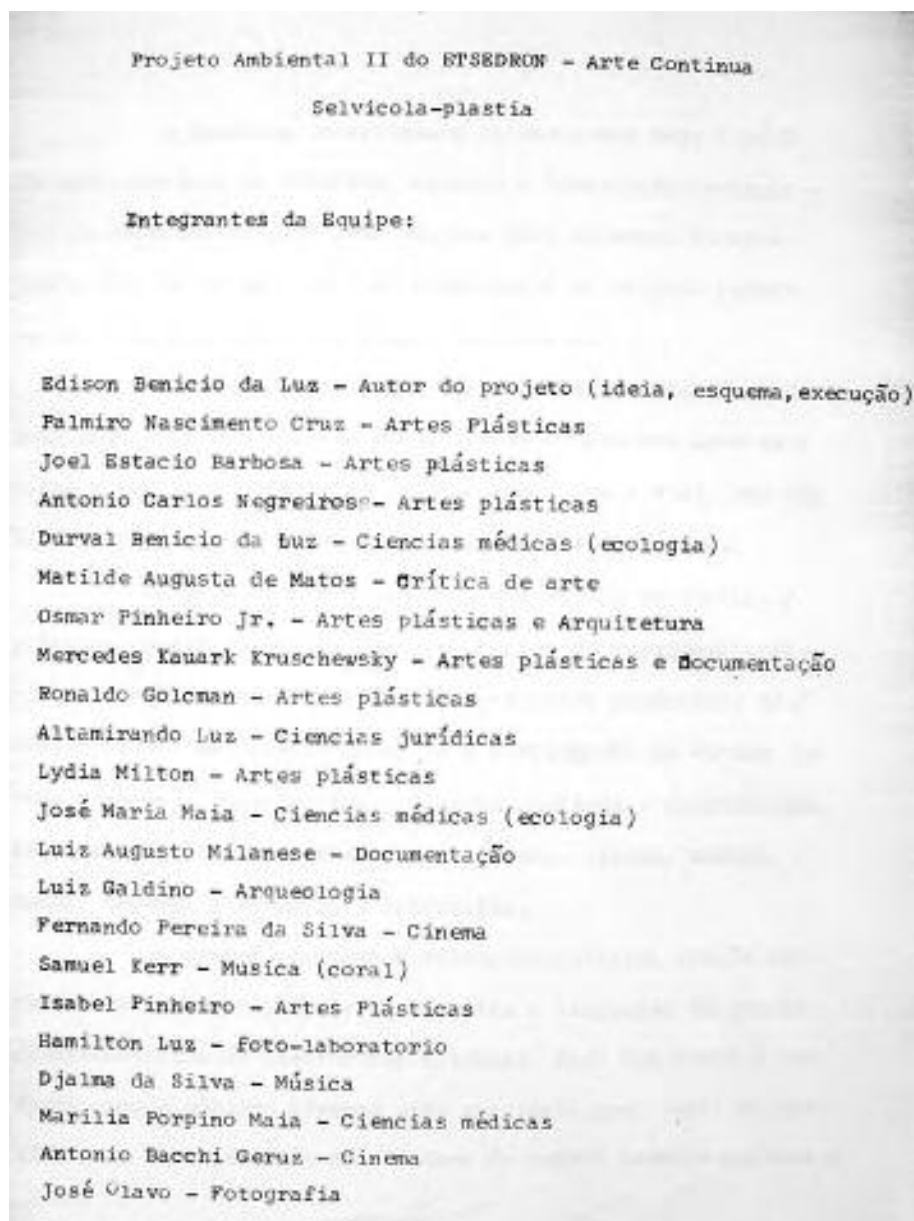 Projeto Ambiental II do ETSEDRON - Arte Continua
Selvicola-plastia
Integrantes da Equipe:
Edison Benicio da Luz - Autor do projeto (ideia, esquema,execução)
Palmiro Nascimento Cruz - Artes Plásticas
Joel Estacio Barbosa - Artes plásticas
Antonio Carlos Negreiros - Artes plásticas
Durval Benicio da Luz - Ciencias médicas (ecologia)
Matilde Augusta de Matos - Crítica de arte
Osmar Pinheiro Jr. - Artes plásticas e Arquitetura
Mercedes Kauark Kruschewsky - Artes plásticas e Documentação
Ronaldo Golcman - Artes plásticas
Altamirando Luz - Ciencias jurídicas
Lydia Milton - Artes plásticas
José Maria Maia - Ciencias médicas (ecologia)
Luiz Augusto Milanese - Documentação
Luiz Galdino - Arqueologia
Fernando Pereira da Silva - Cinema
Samuel Kerr - Musica (coral)
Isabel Pinheiro - Artes Plásticas
Hamilton Luz - foto-laboratorio
Djalma da Silva - Música
Marilia Porpino Maia - Ciencias médicas
Antonio Bacchi Geruz - Cinema
José Olavo - Fotografia